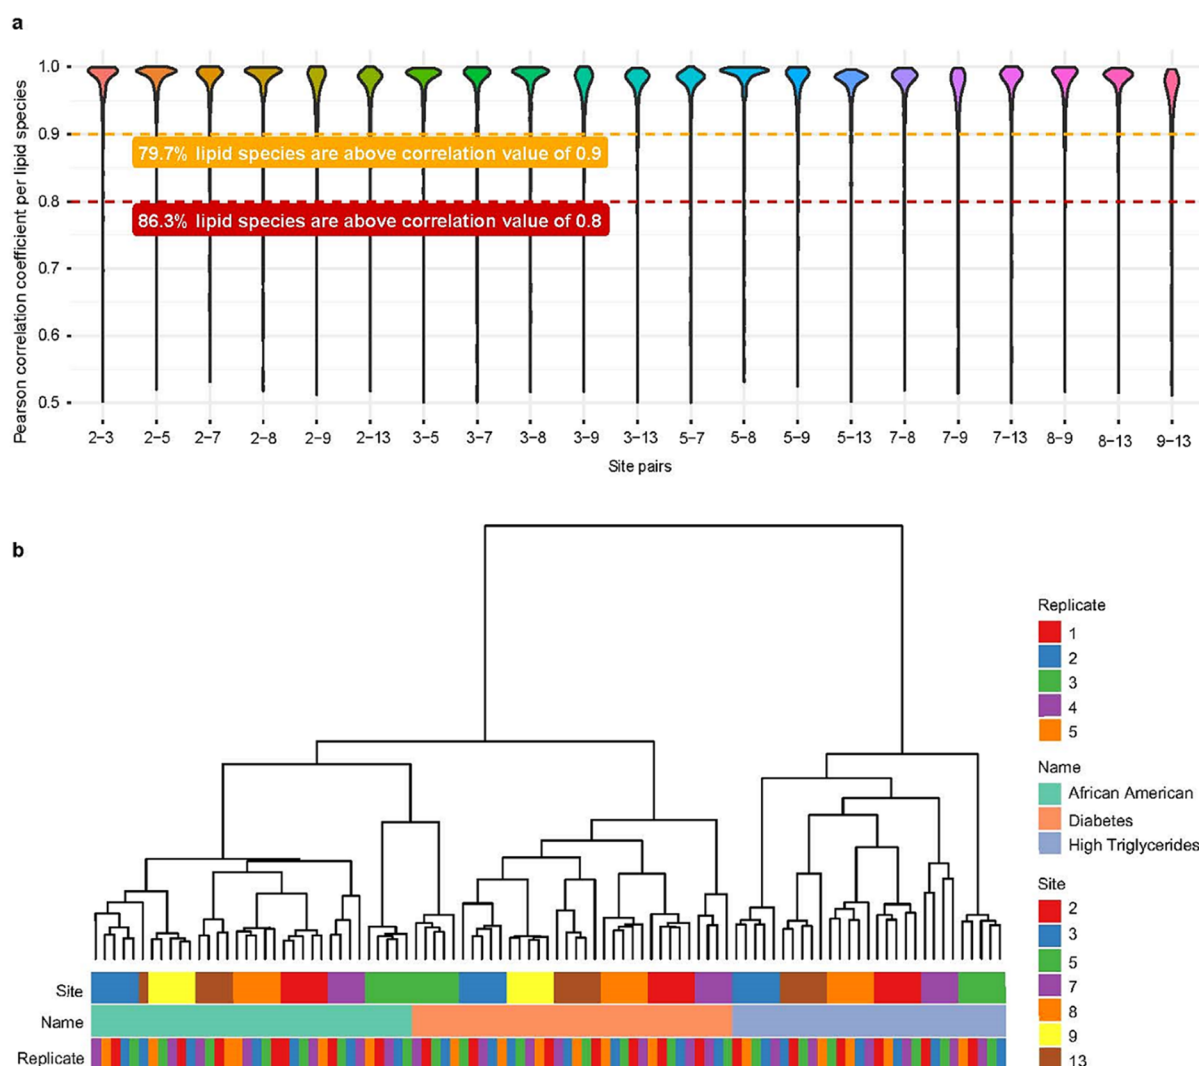 a
Pearson correlation coefficient per lipid species
1.0
0.9
0.8
0.7
0.6
0.5
79.7% lipid species are above correlation value of 0.9
86.3% lipid species are above correlation value of 0.8
2-3 2-5 2-7 2-8 2-9 2-13 3-5 3-7 3-8 3-9 3-13 5-7 5-8 5-9 5-13 7-8 7-9 7-13 8-9 8-13 9-13
Site pairs
b
Replicate
1
2
3
4
5
Name
African American
Diabetes
High Triglycerides
Site
2
3
5
7
8
9
13
Site
Name
Replicate